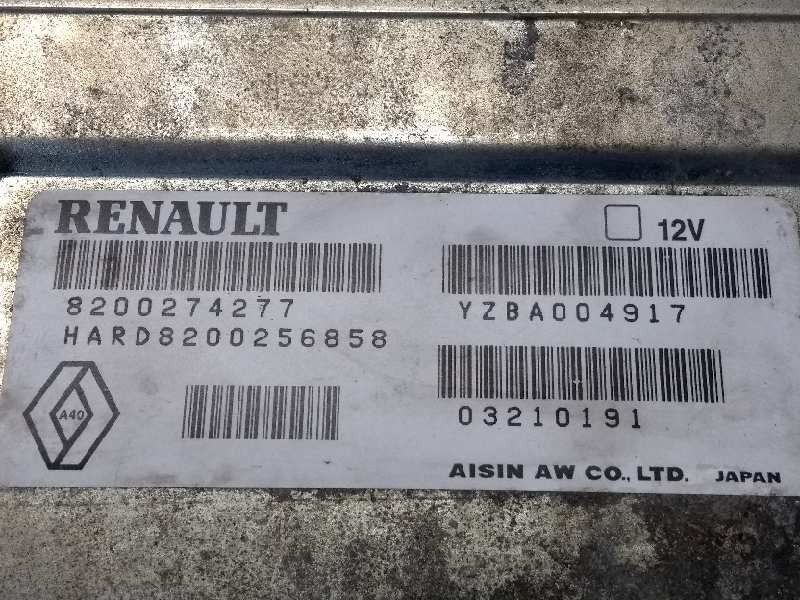 RENAULT
12V
8200274277
HARD8200256858
YZBA004917
A40
03210191
AISIN AW CO., LTD. JAPAN